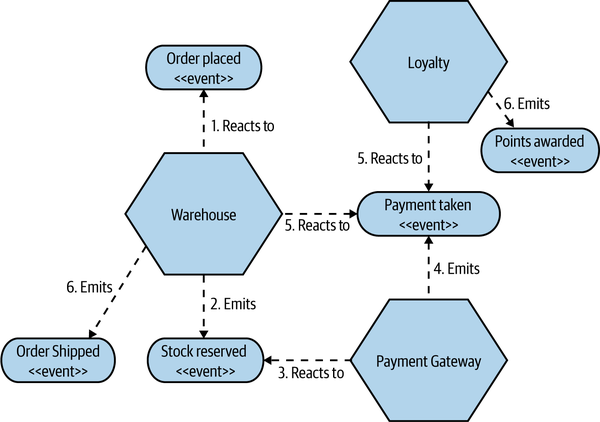 Order placed
<<event>>
Loyalty
6. Emits
1. Reacts to
Points awarded
<<event>>
5. Reacts to
Warehouse
Payment taken
<<event>>
5. Reacts to
4. Emits
6. Emits
2. Emits
Order Shipped
<<event>>
Stock reserved
<<event>>
3. Reacts to
Payment Gateway